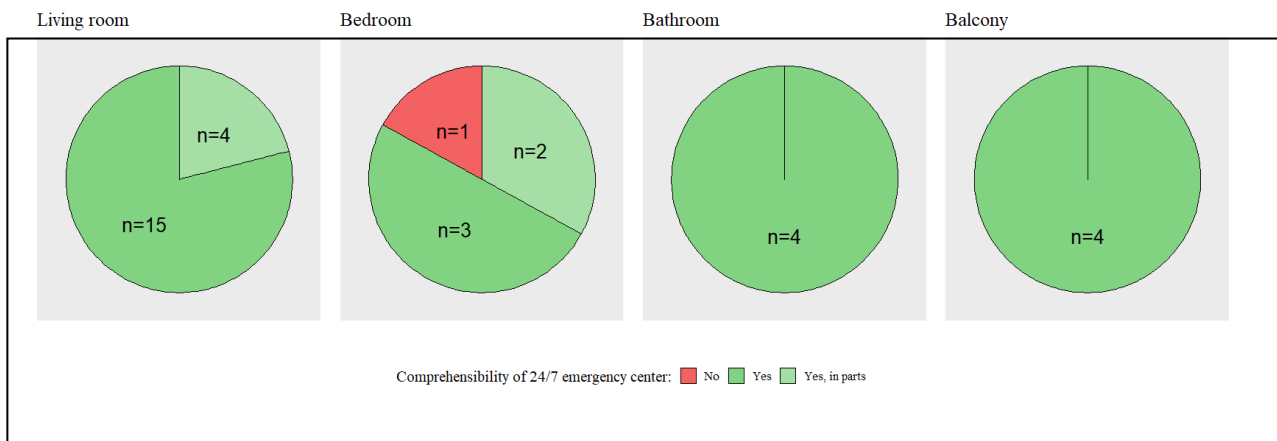 Living room
Bedroom
Bathroom
Balcony
n=4
n=15
n=1
n=2
n=3
n=4
n=4
Comprehensibility of 24/7 emergency center: No Yes Yes, in parts